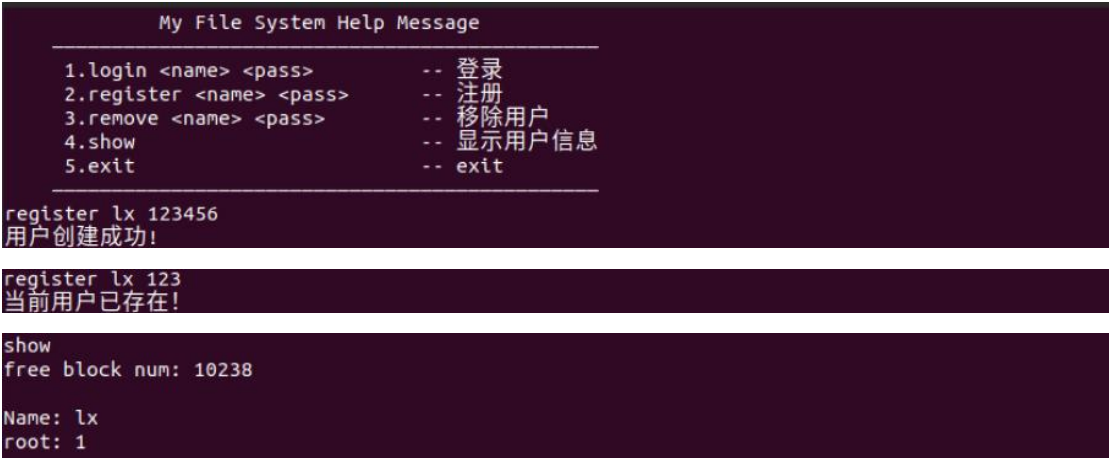 My File System Help Message
1.login <name> <pass> -- 登录
2.register <name> <pass> -- 注册
3.remove <name> <pass> -- 移除用户
4.show -- 显示用户信息
5.exit -- exit
register lx 123456
用户创建成功!
register lx 123
当前用户已存在!
show
free block num: 10238
Name: lx
root: 1